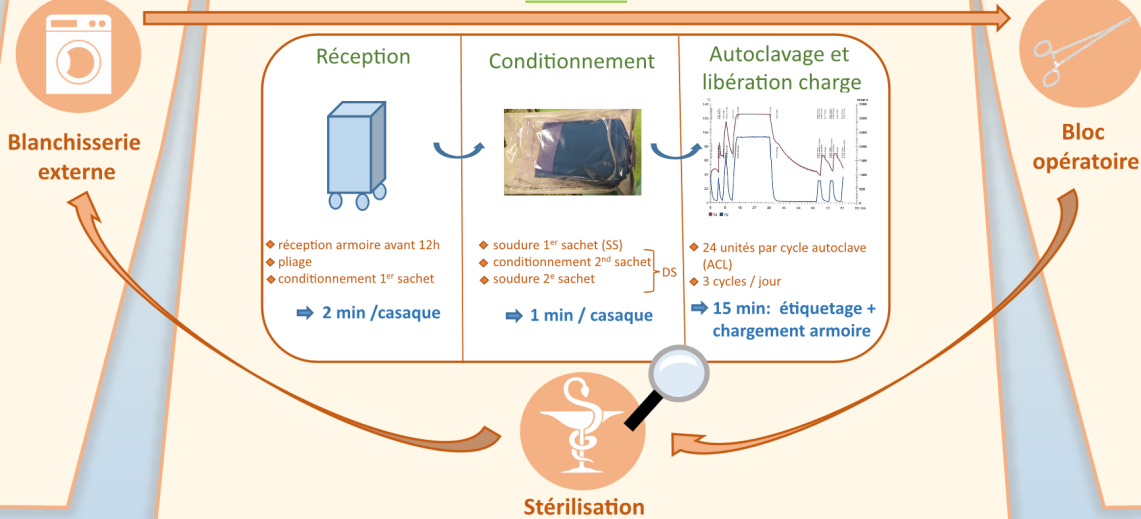 Réception
Conditionnement
Autoclavage et
libération charge
Blanchisserie
externe
Bloc
opératoire
réception armoire avant 12h
pliage
conditionnement 1er sachet
➡ 2 min /casaque
soudure 1er sachet (SS)
conditionnement 2nd sachet
soudure 2e sachet
DS
➡ 1 min / casaque
24 unités par cycle autoclave
(ACL)
3 cycles / jour
➡ 15 min: étiquetage +
chargement armoire
Stérilisation